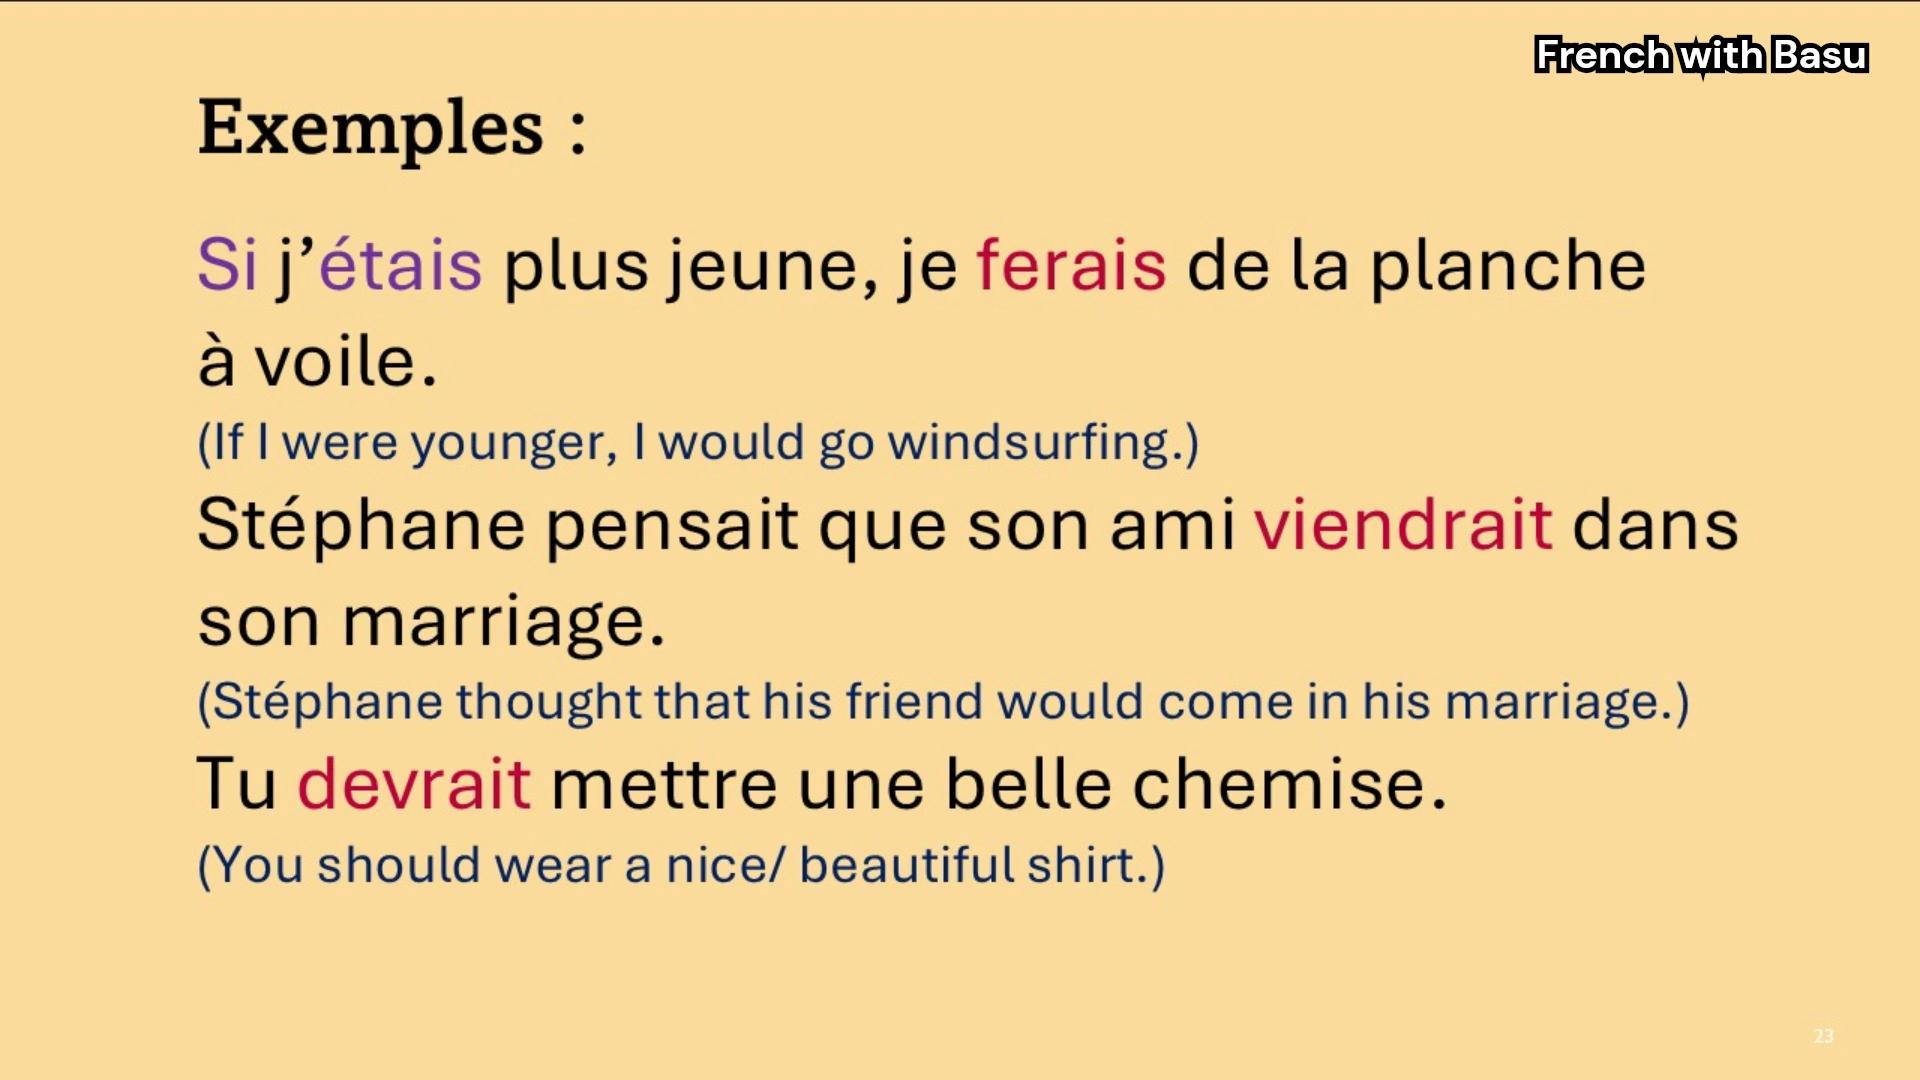 French with Basu
Exemples :
Si j’étais plus jeune, je ferais de la planche
à voile.
(If I were younger, I would go windsurfing.)
Stéphane pensait que son ami viendrait dans
son marriage.
(Stéphane thought that his friend would come in his marriage.)
Tu devrait mettre une belle chemise.
(You should wear a nice/ beautiful shirt.)
23